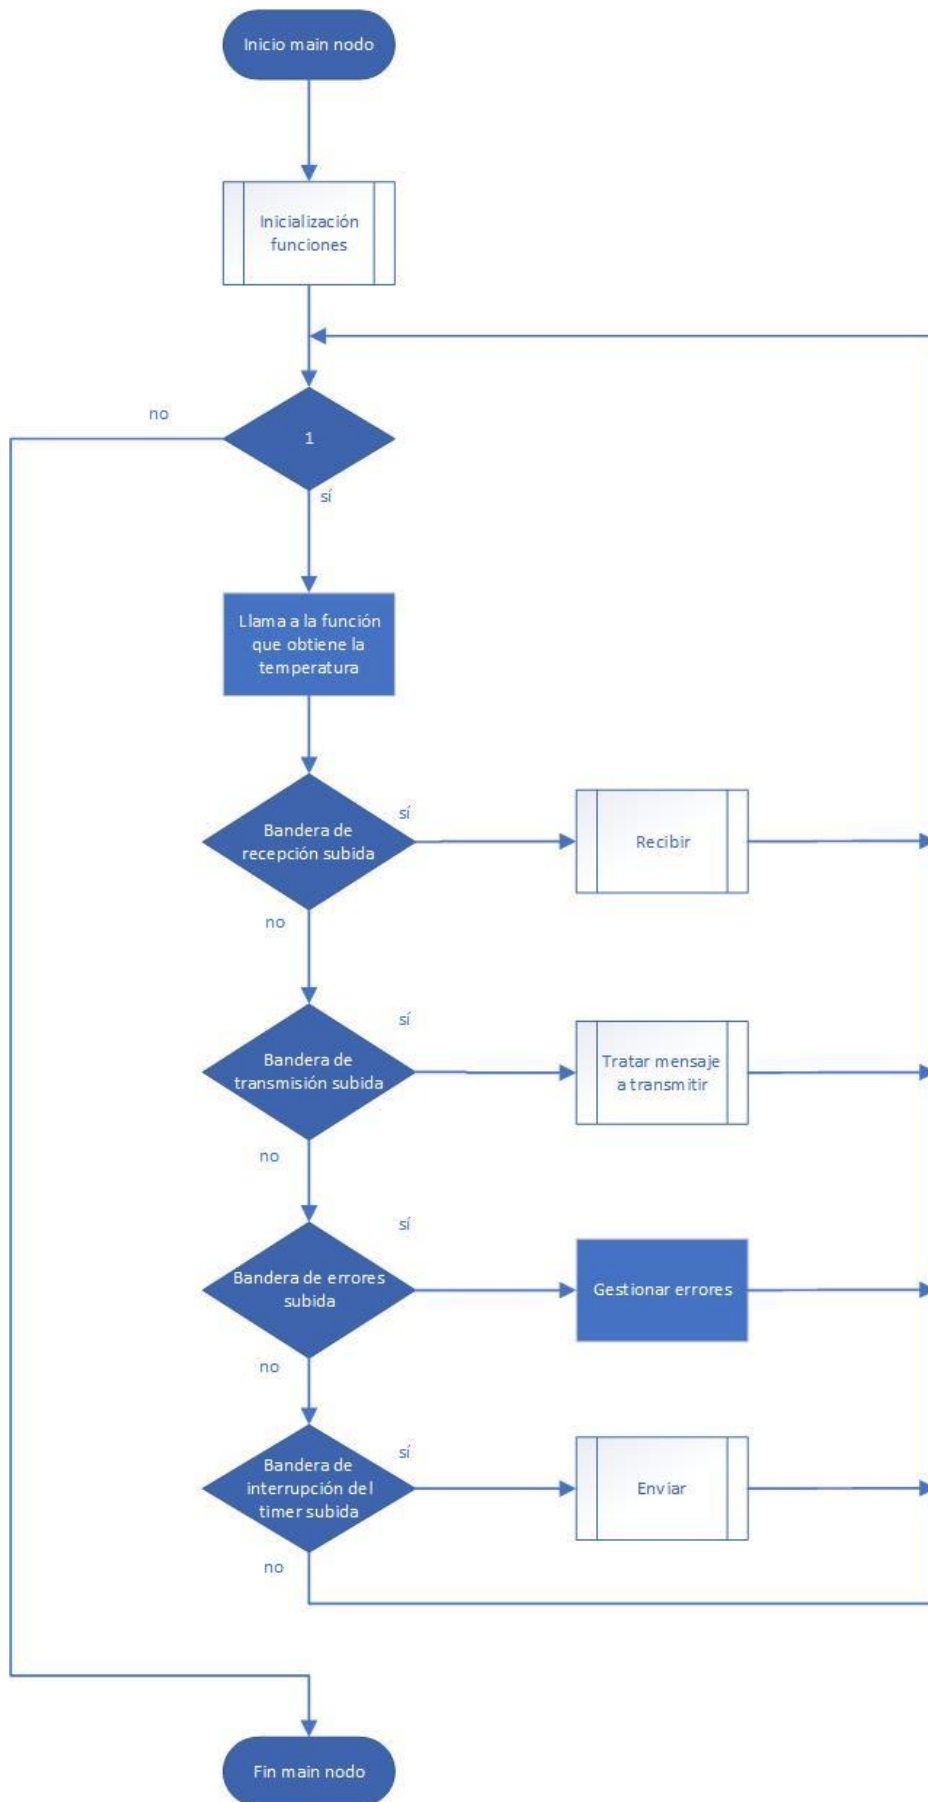 Inicio main nodo
Inicialización
funciones
no
1
sí
Llama a la función
que obtiene la
temperatura
Bandera de
recepción subida
sí
Recibir
no
Bandera de
transmisión subida
sí
Tratar mensaje
a transmitir
no
Bandera de errores
subida
sí
Gestionar errores
no
Bandera de
interrupción del
timer subida
sí
Enviar
no
Fin main nodo